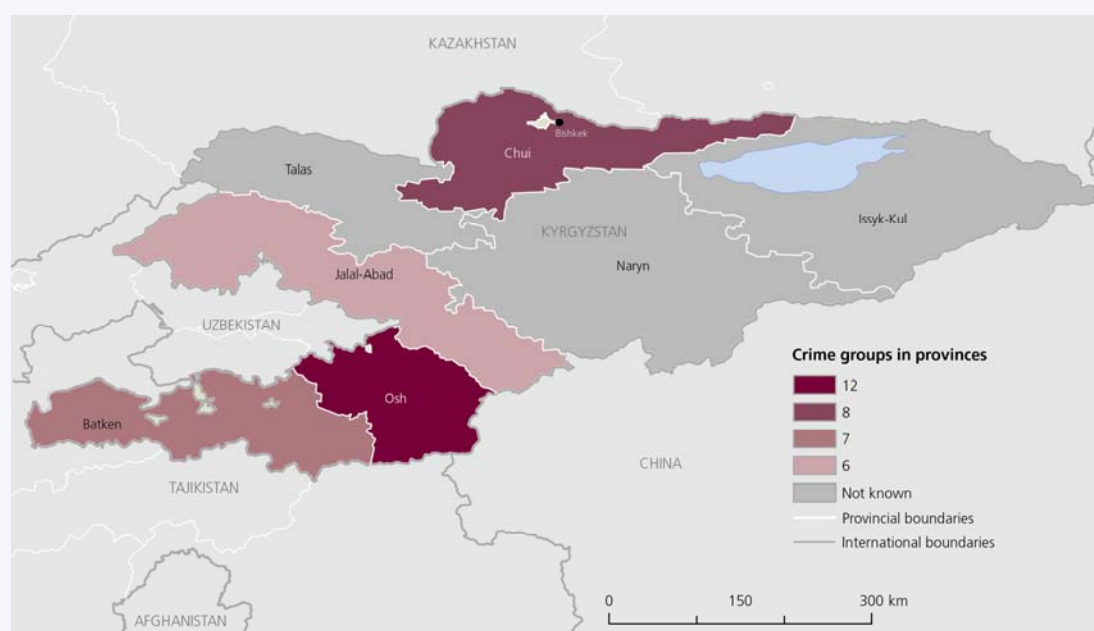 KAZAKHSTAN
Bishkek
Chui
Talas
Issyk-Kul
KYRGYZSTAN
Naryn
Jalal-Abad
UZBEKISTAN
Osh
Batken
CHINA
TAJIKISTAN
AFGHANISTAN
Crime groups in provinces
12
8
7
6
Not known
Provincial boundaries
International boundaries
0 150 300 km